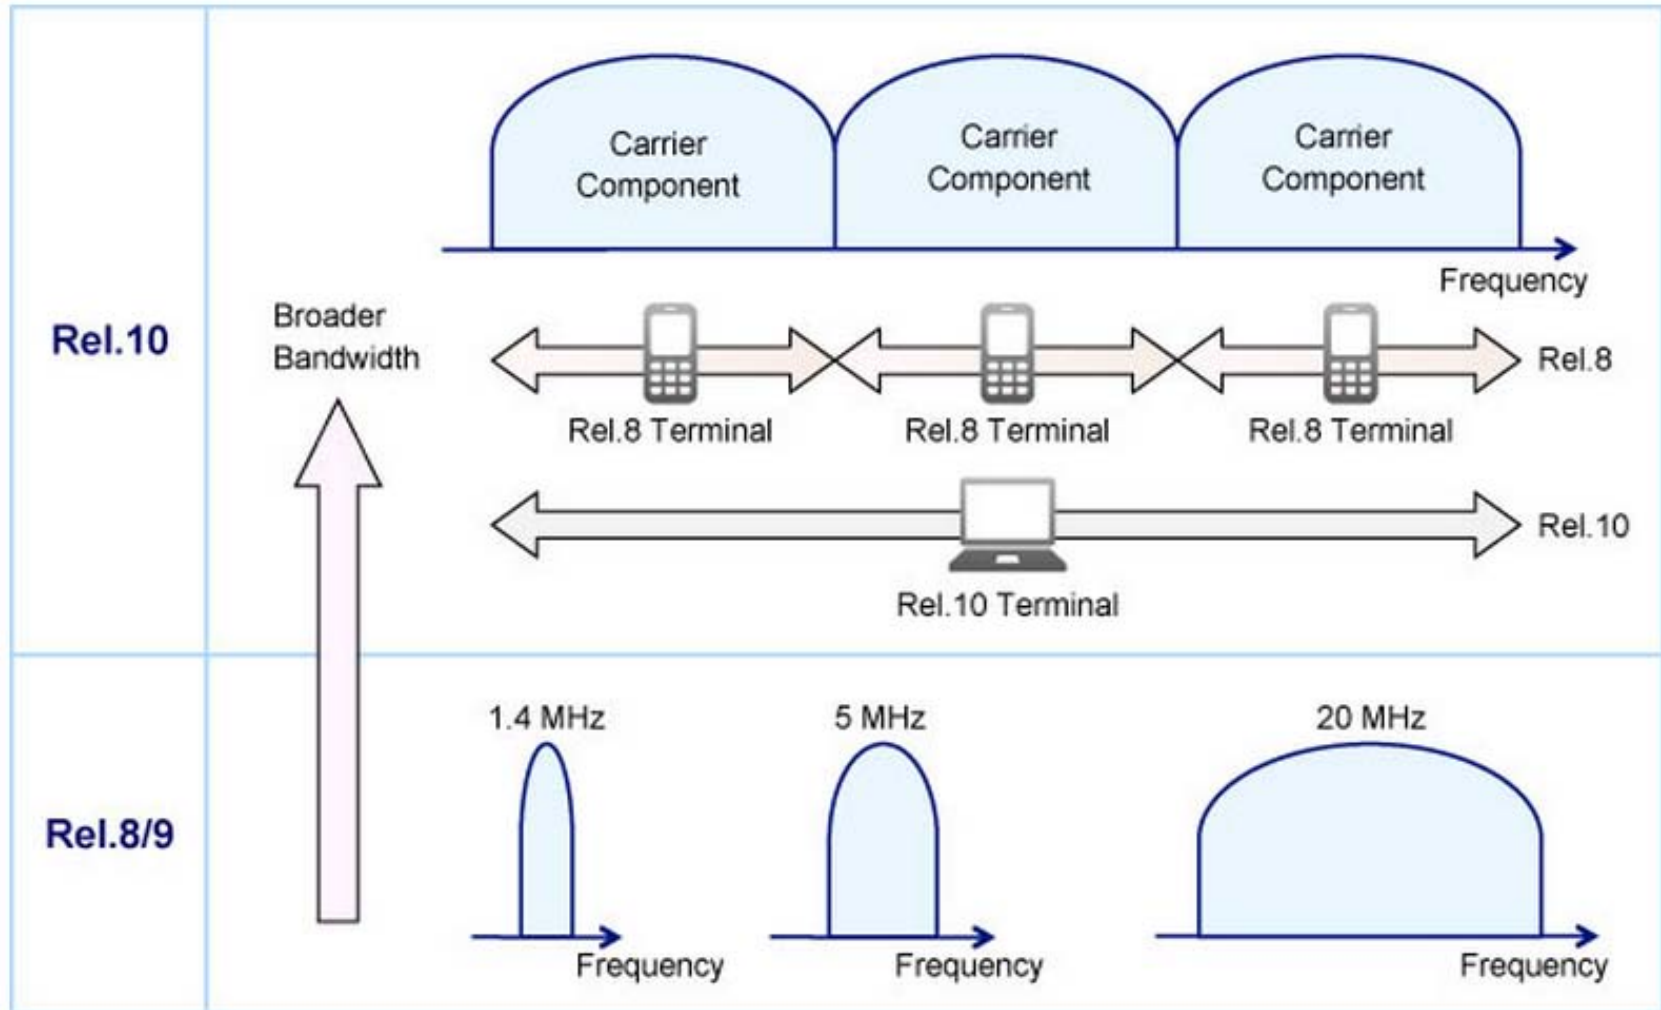 Rel.10
Broader
Bandwidth
Carrier
Component
Carrier
Component
Carrier
Component
Frequency
Rel.8 Terminal
Rel.8 Terminal
Rel.8 Terminal
Rel.8
Rel.10 Terminal
Rel.10
Rel.8/9
1.4 MHz
Frequency
5 MHz
Frequency
20 MHz
Frequency